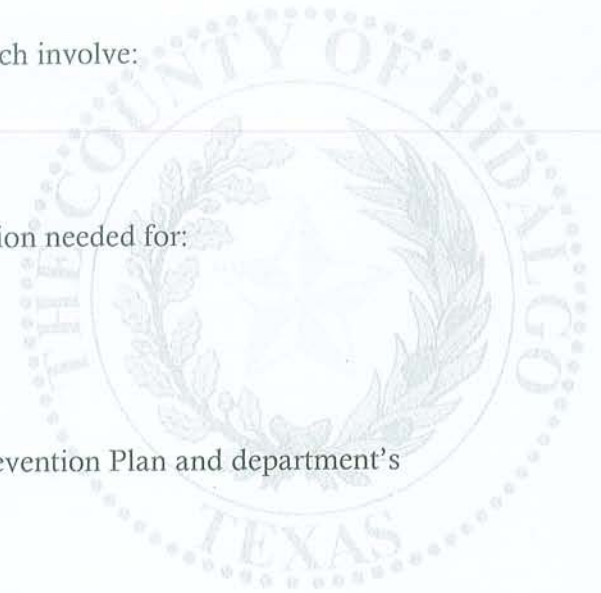 ch involve:
ion needed for:
evention Plan and department's
THE COUNTY OF HIDALGO
TEXAS